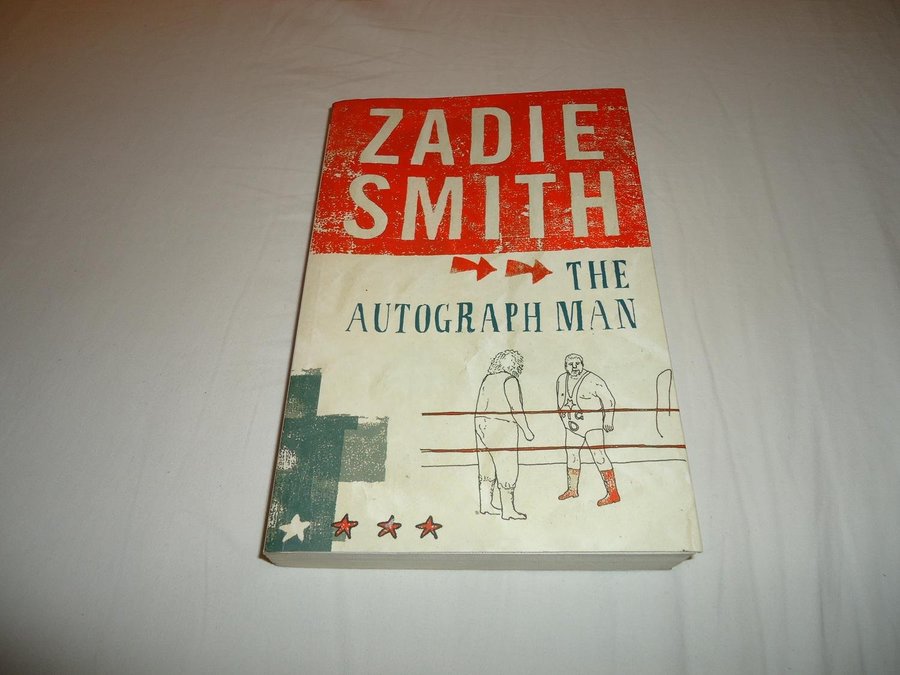 ZADIE
SMITH
THE
AUTOGRAPH MAN